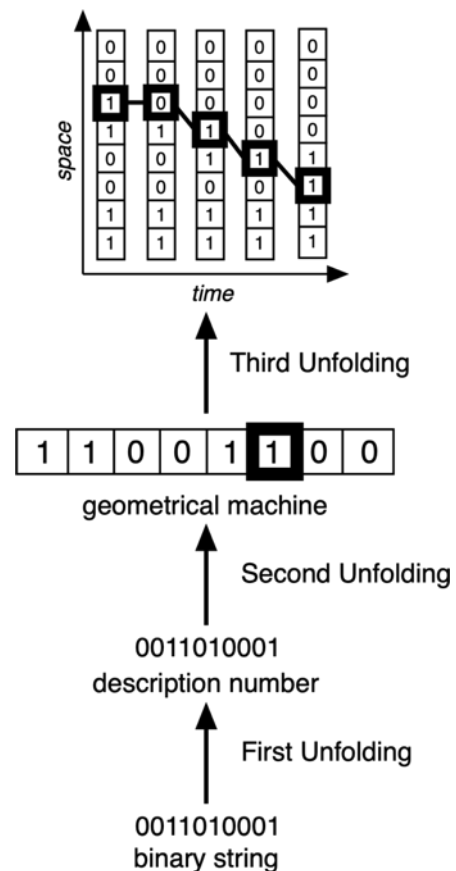 0 0 0 0 0
0 0 0 0 0
1 0 0 0 0
1 1 1 0 0
0 0 1 1 1
0 0 1 0 1
1 1 1 1 1
1 1 1 1 1
space
time
Third Unfolding
1 1 0 0 1 1 0 0
geometrical machine
Second Unfolding
0011010001
description number
First Unfolding
0011010001
binary string